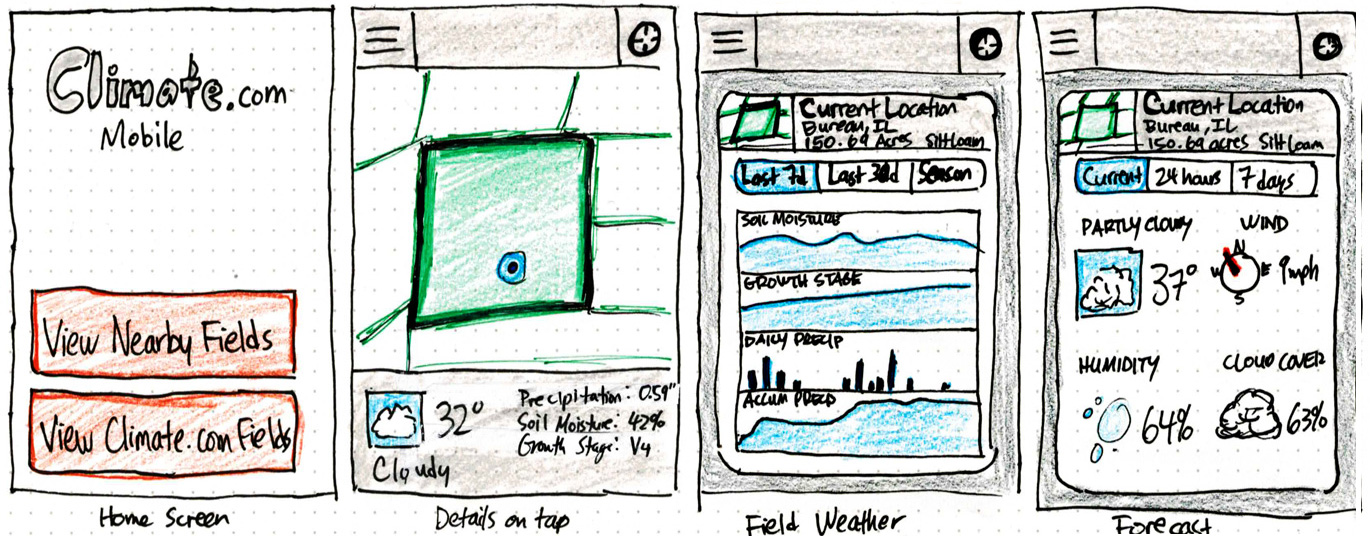 Climate.com
Mobile
View Nearby Fields
View Climate.com Fields
Home Screen
32° Cloudy
Precipitation: 0.59"
Soil Moisture: 42%
Growth Stage: V4
Details on tap
Current Location
Bureau, IL
150.69 Acres Silt Loam
Last 7d Last 30d Season
SOIL MOISTURE
GROWTH STAGE
DAILY PRECIP
ACCUM PRECIP
Field Weather
Current Location
Bureau, IL
150.69 acres Silt Loam
Current 24 hours 7 days
PARTLY CLOUDY
37°
WIND
N
W E 9mph
S
HUMIDITY
64%
CLOUD COVER
63%
Forecast